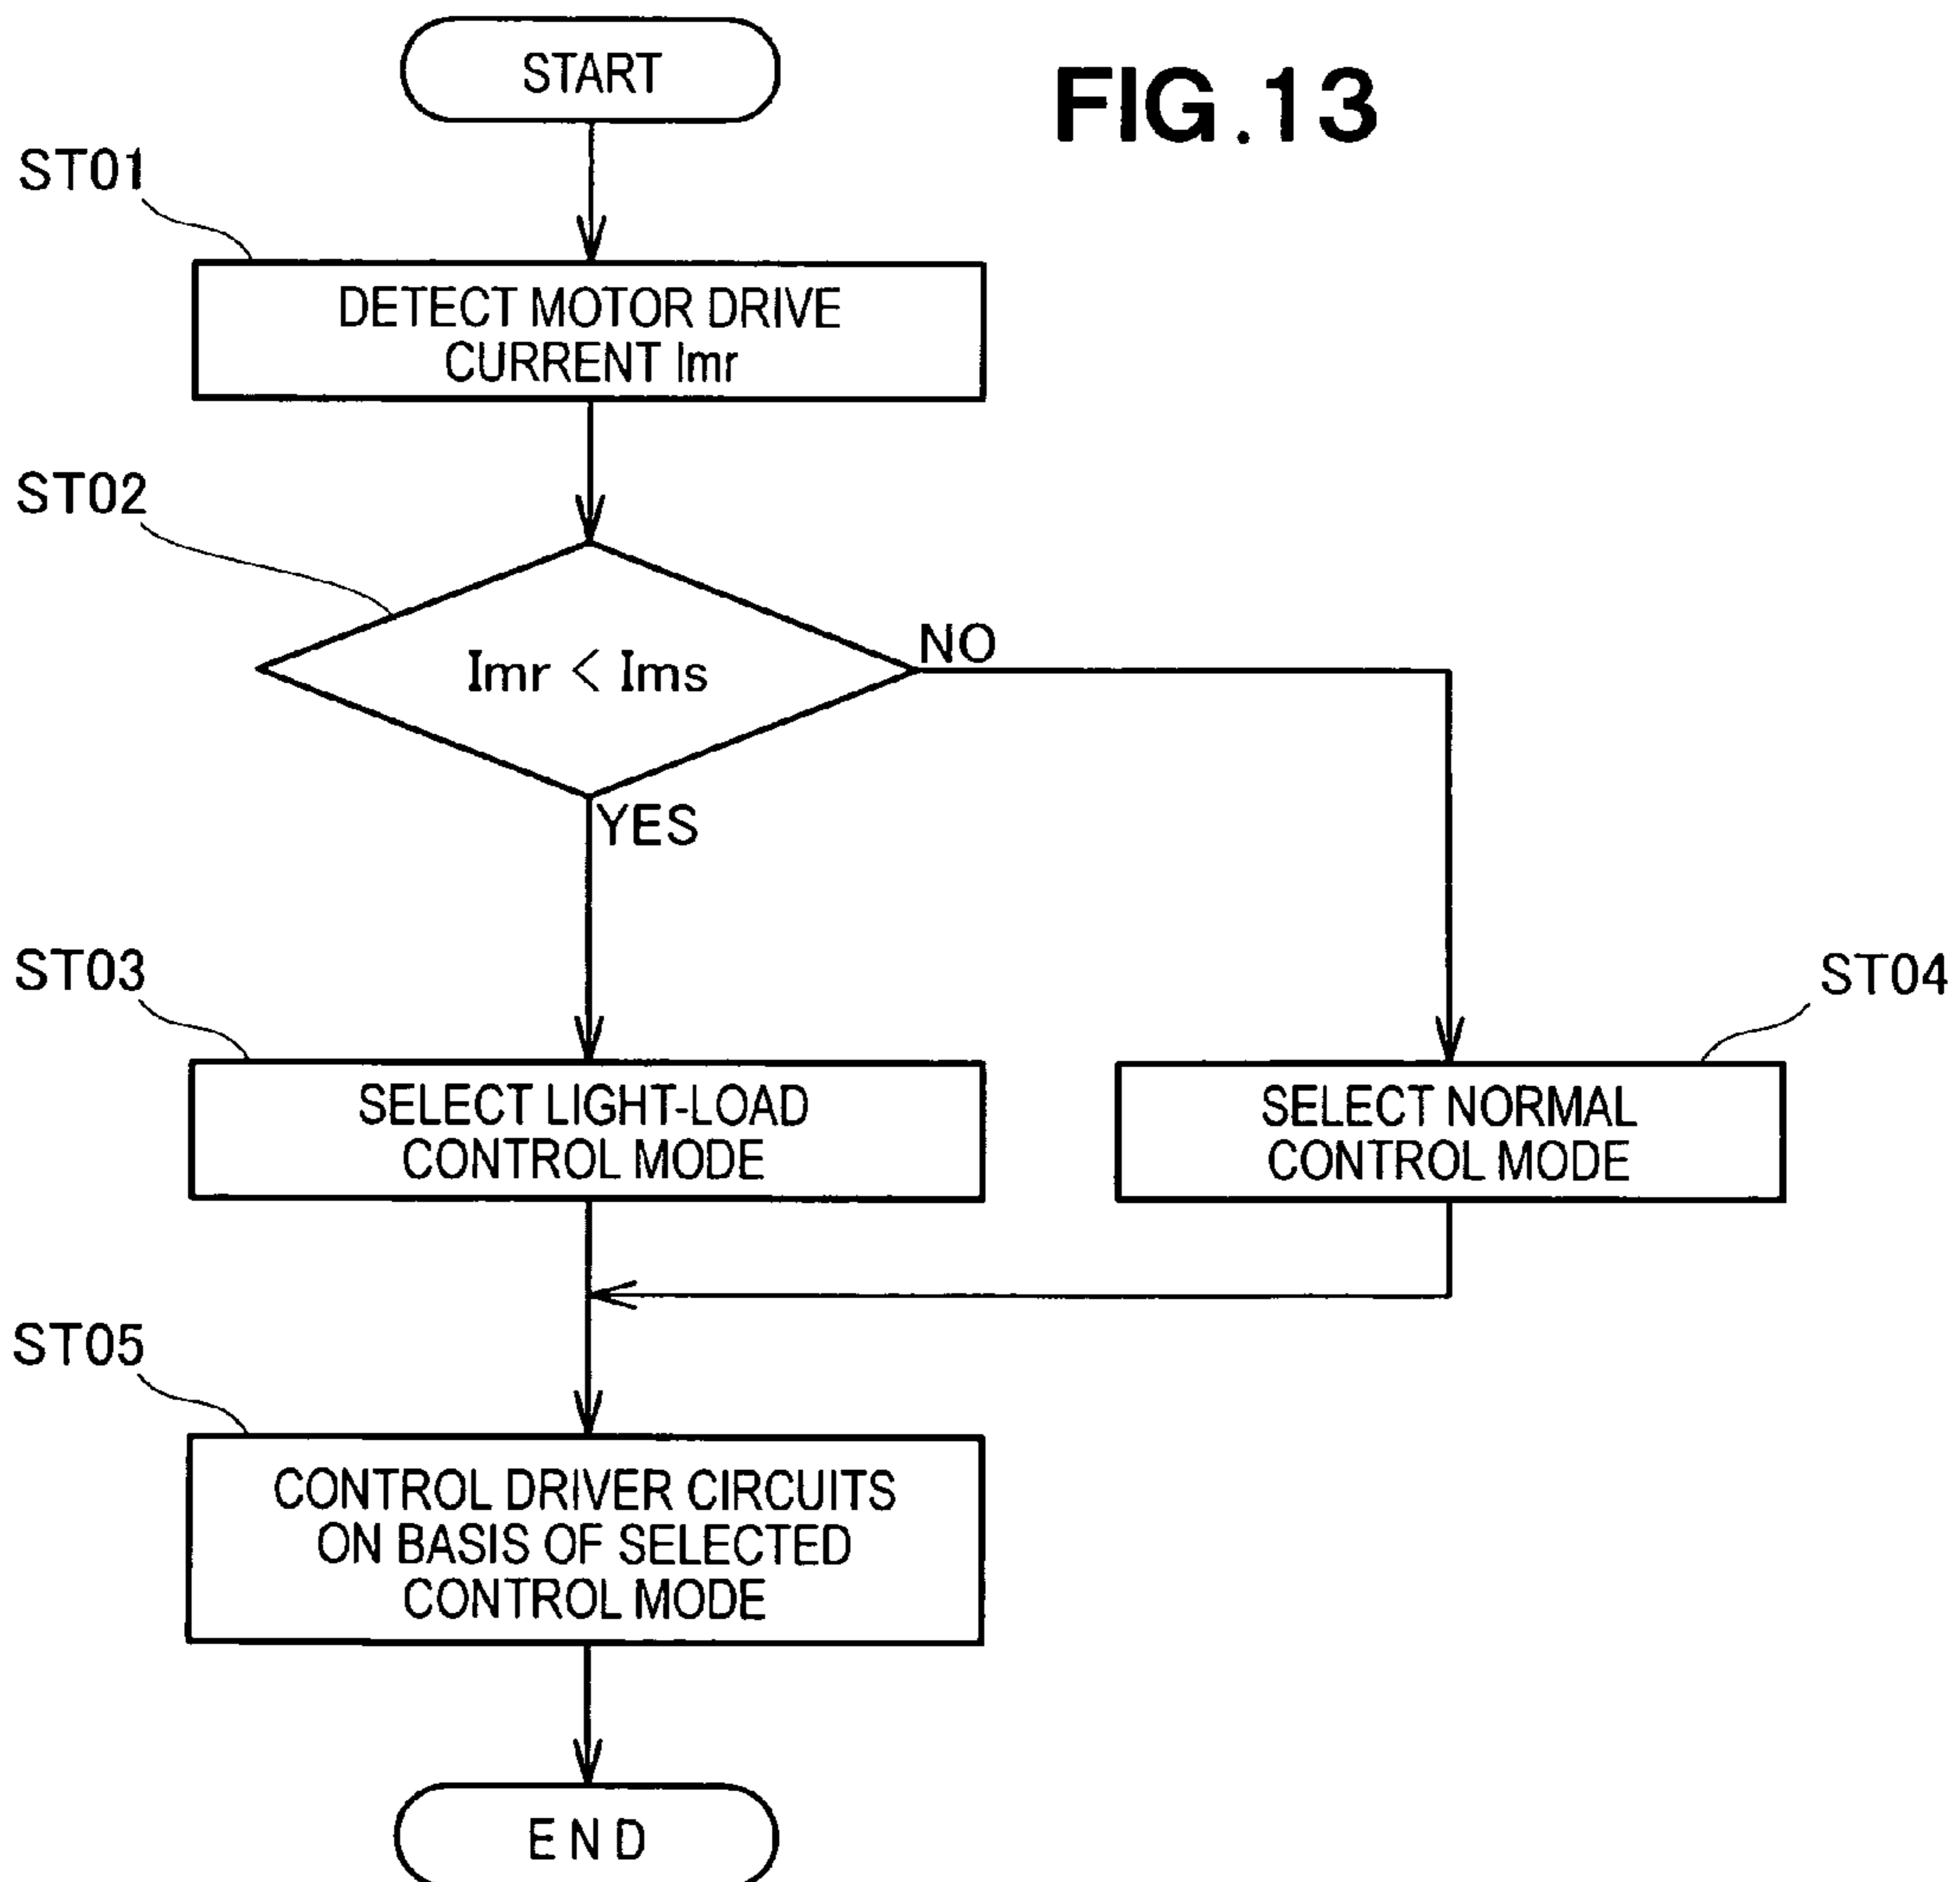 START
FIG.13
ST01
DETECT MOTOR DRIVE
CURRENT Imr
ST02
Imr < Ims
NO
YES
ST03
SELECT LIGHT-LOAD
CONTROL MODE
ST04
SELECT NORMAL
CONTROL MODE
ST05
CONTROL DRIVER CIRCUITS
ON BASIS OF SELECTED
CONTROL MODE
END